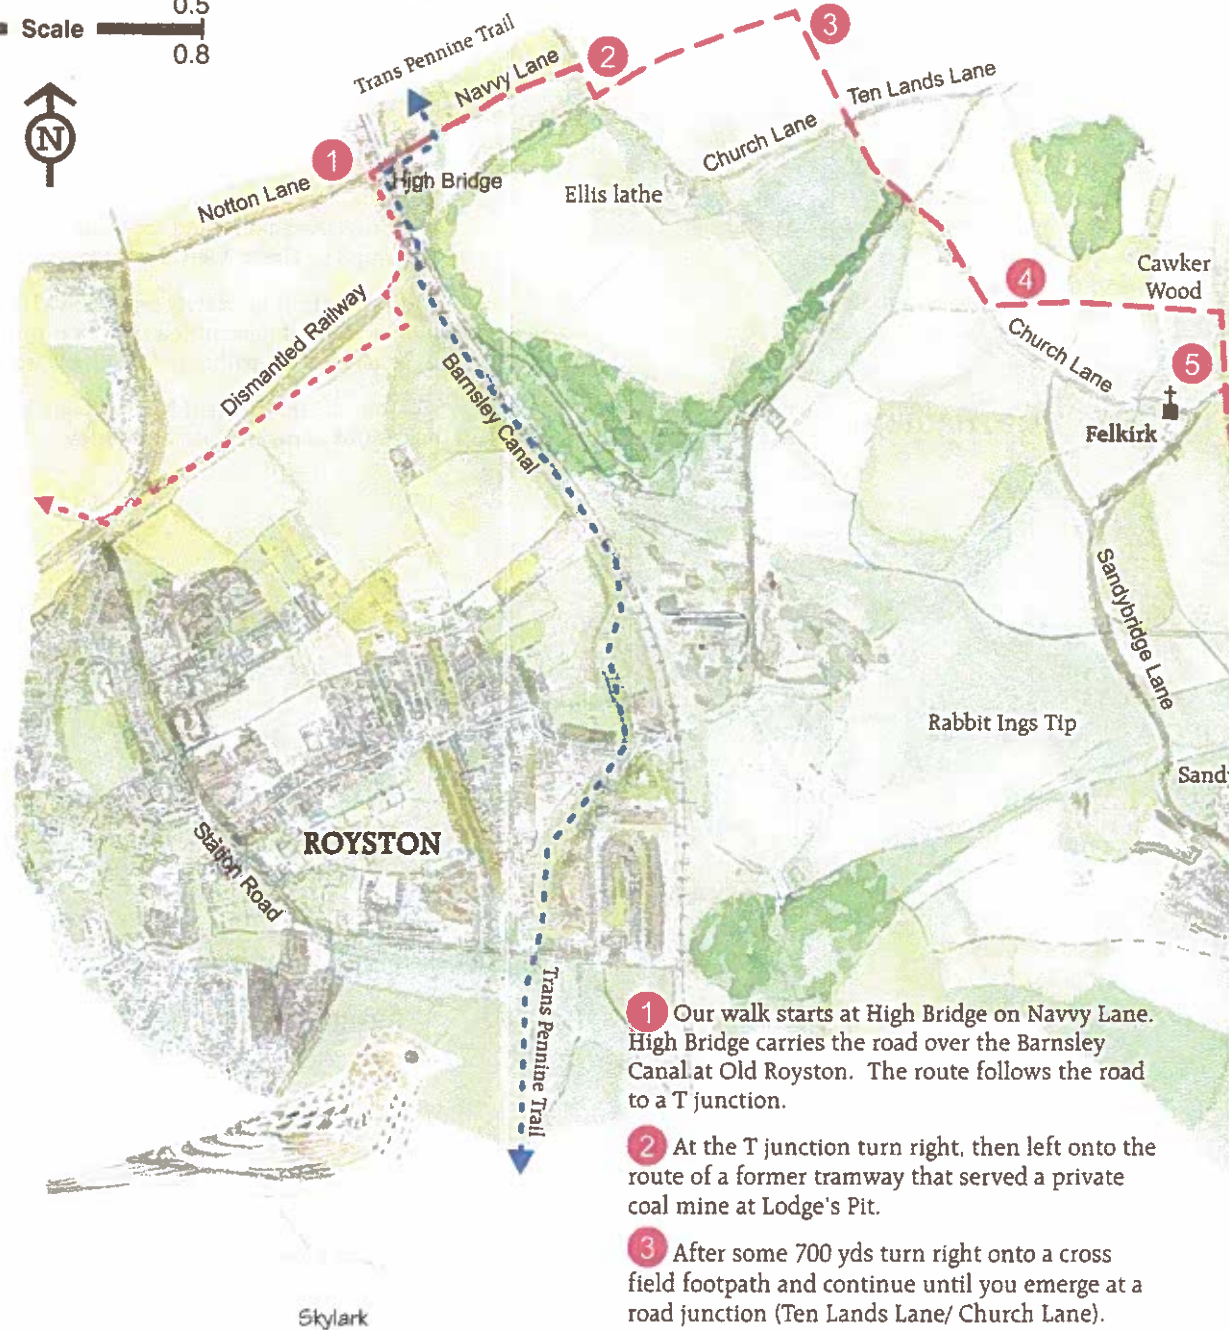 0.5
Scale
0.8
N
Trans Pennine Trail
Navvy Lane
2
3
Ten Lands Lane
Church Lane
1
High Bridge
Notton Lane
Ellis lathe
4
Cawker
Wood
Dismantled Railway
Church Lane
5
Barnsley Canal
Felkirk
Sandybridge Lane
Rabbit Ings Tip
Sandy
ROYSTON
Station Road
Trans Pennine Trail
1 Our walk starts at High Bridge on Navvy Lane.
High Bridge carries the road over the Barnsley
Canal at Old Royston. The route follows the road
to a T junction.
2 At the T junction turn right, then left onto the
route of a former tramway that served a private
coal mine at Lodge's Pit.
3 After some 700 yds turn right onto a cross
field footpath and continue until you emerge at a
road junction (Ten Lands Lane/ Church Lane).
Skylark